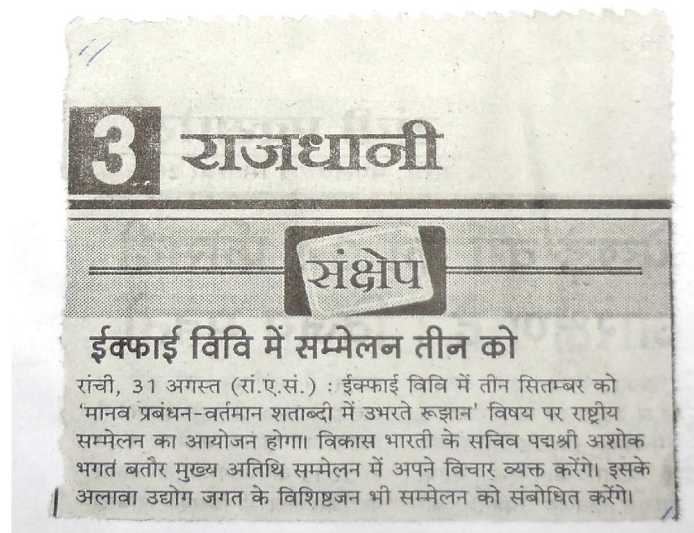 3 राजधानी
संक्षेप
ईक्फाई विवि में सम्मेलन तीन को
रांची, 31 अगस्त (रां.ए.सं.) : ईक्फाई विवि में तीन सितम्बर को
‘मानव प्रबंधन-वर्तमान शताब्दी में उभरते रूझान’ विषय पर राष्ट्रीय
सम्मेलन का आयोजन होगा। विकास भारती के सचिव पद्मश्री अशोक
भगत बतौर मुख्य अतिथि सम्मेलन में अपने विचार व्यक्त करेंगे। इसके
अलावा उद्योग जगत के विशिष्टजन भी सम्मेलन को संबोधित करेंगे।